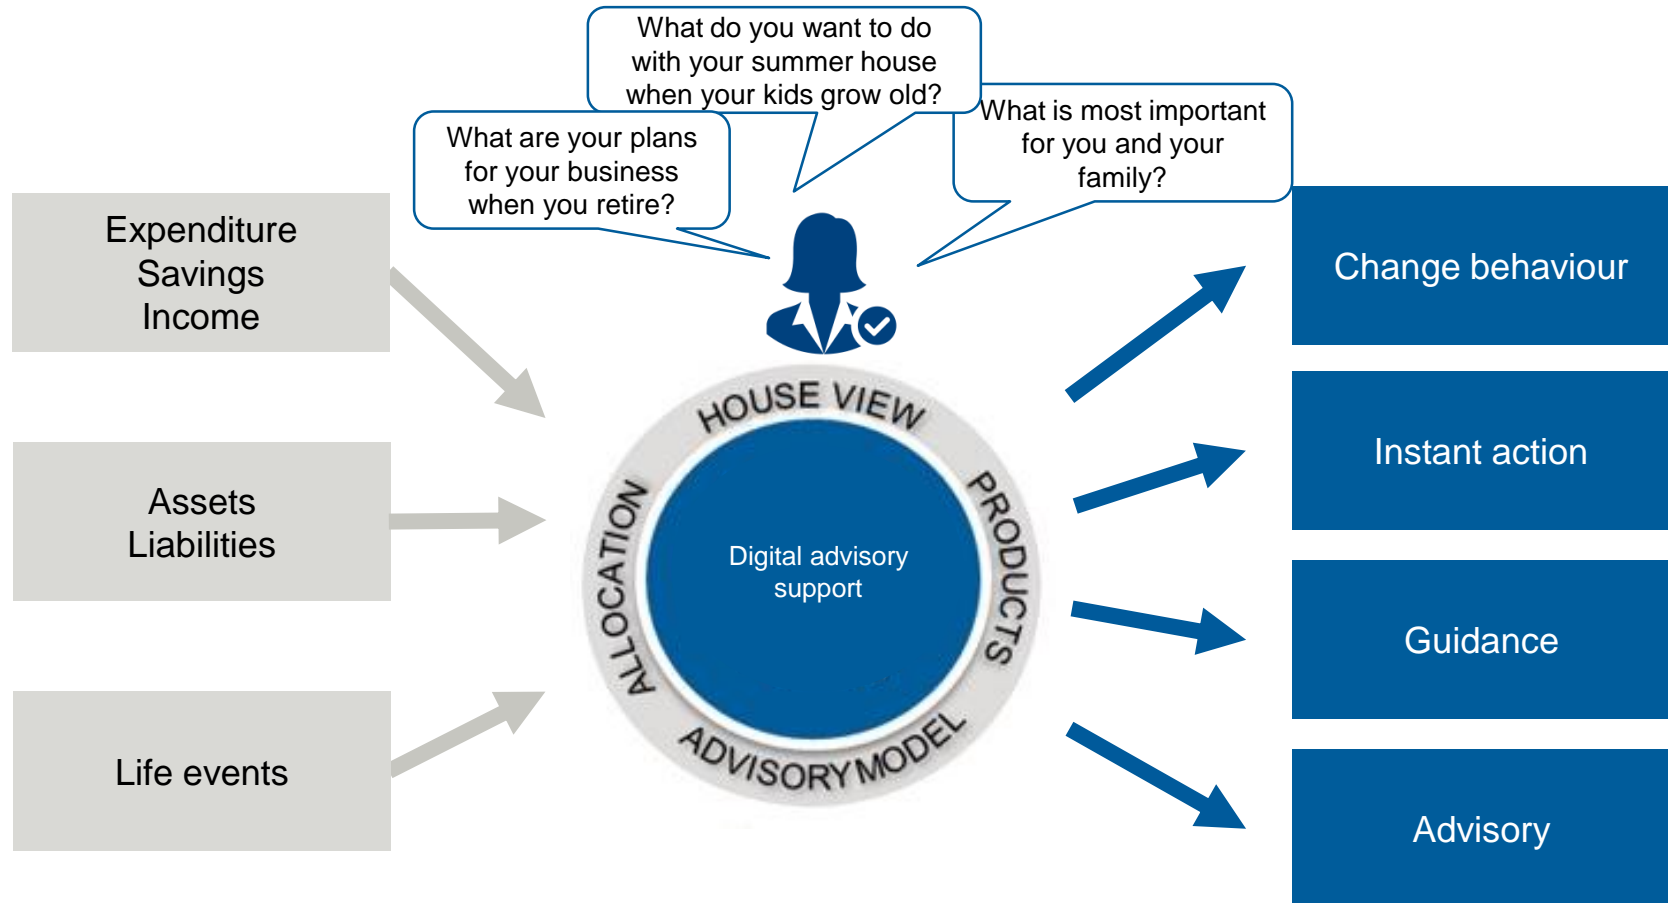 What do you want to do
with your summer house
when your kids grow old?
What are your plans
for your business
when you retire?
What is most important
for you and your
family?
Expenditure
Savings
Income
Assets
Liabilities
Life events
HOUSE VIEW
PRODUCTS
ADVISORY MODEL
ALLOCATION
Digital advisory
support
Change behaviour
Instant action
Guidance
Advisory